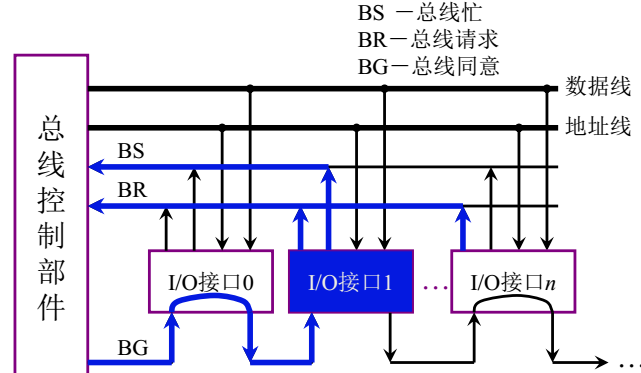 BS －总线忙
BR－总线请求
BG－总线同意
数据线
地址线
总线控制部件
BS
BR
I/O接口0
I/O接口1
…
I/O接口n
BG
…